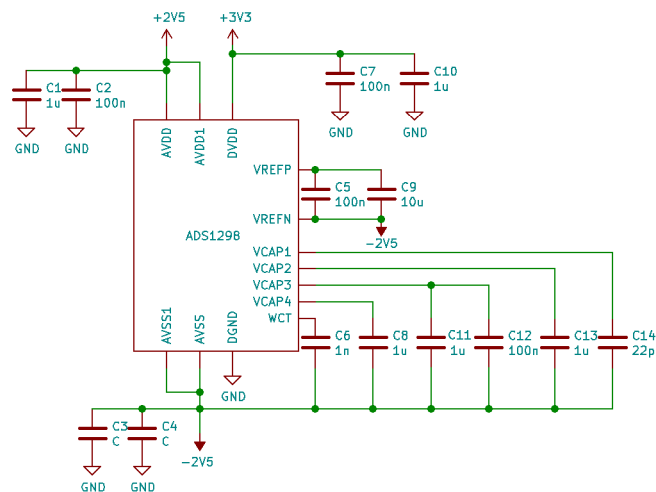 +2V5
+3V3
C1
1u
C2
100n
C7
100n
C10
1u
GND
GND
GND
GND
AVDD
AVDD1
DVDD
VREFP
C5
100n
C9
10u
VREFN
-2V5
ADS1298
VCAP1
VCAP2
VCAP3
VCAP4
WCT
AVSS1
AVSS
DGND
C6
1n
C8
1u
C11
1u
C12
100n
C13
1u
C14
22p
GND
C3
C
C4
C
-2V5
GND
GND